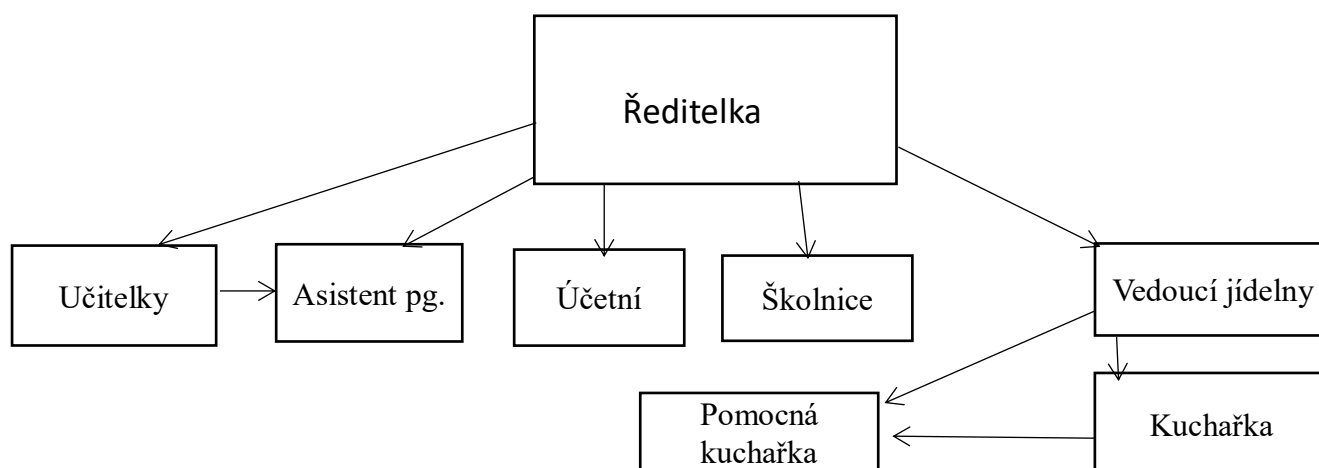 Ředitelka
Učitelky
Asistent pg.
Účetní
Školnice
Vedoucí jídelny
Pomocná
kuchařka
Kuchařka